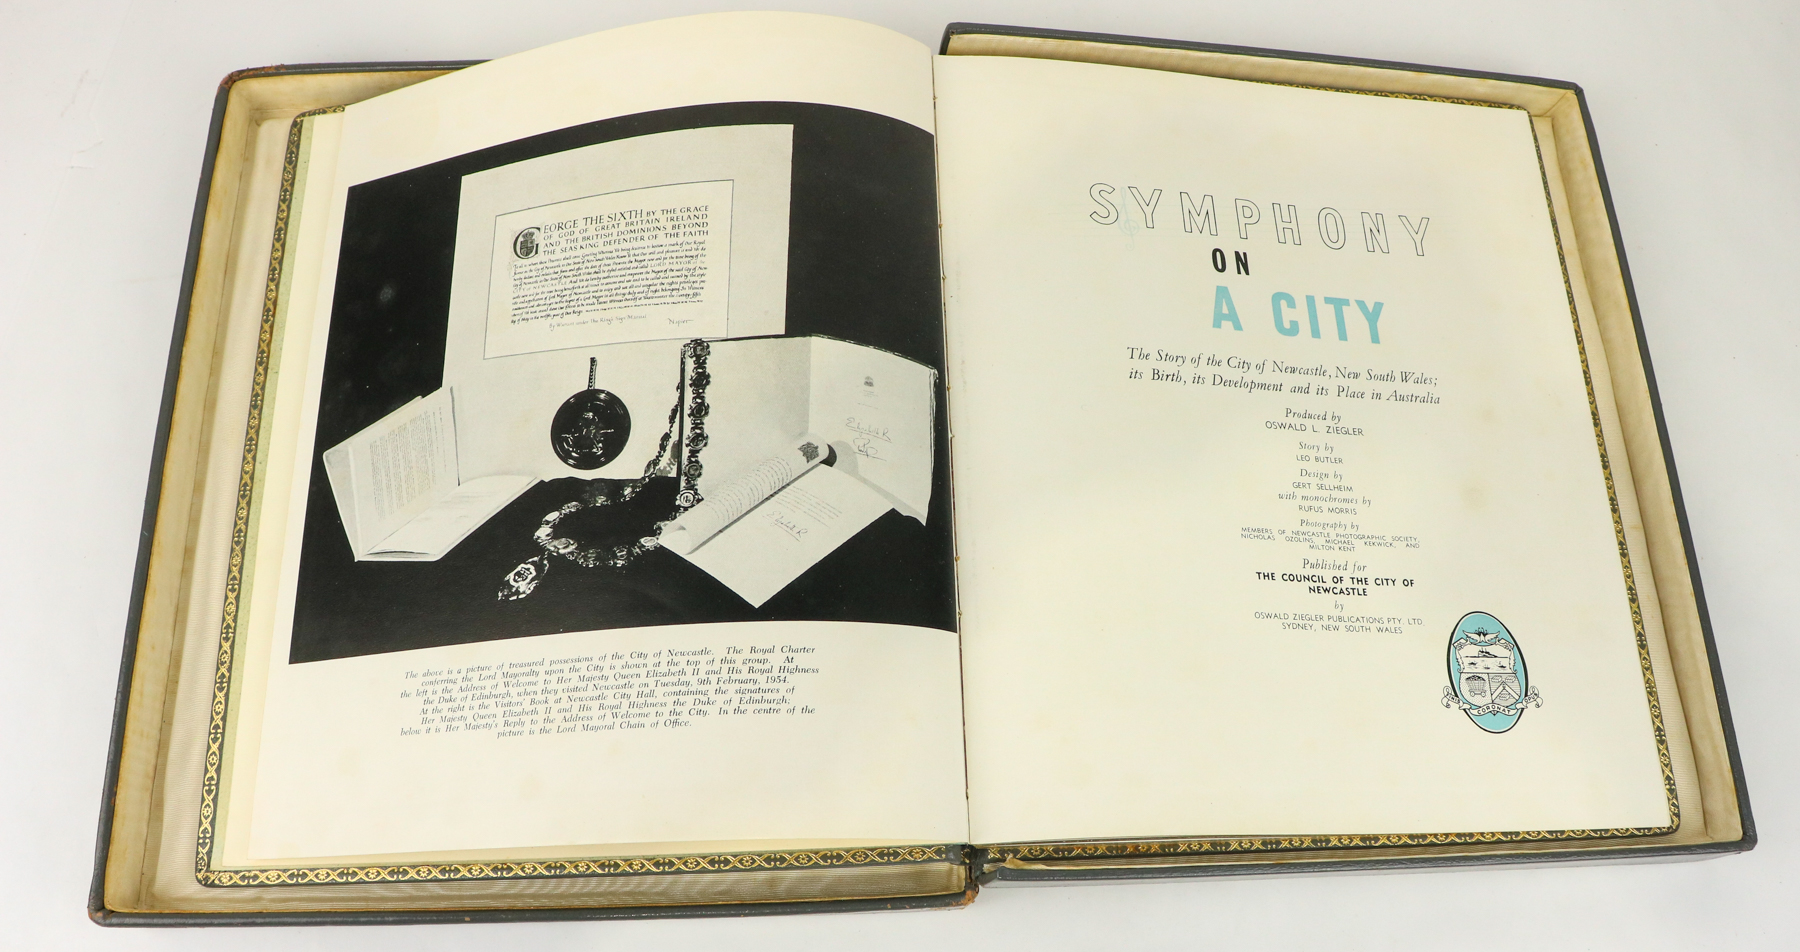 GEORGE THE SIXTH BY THE GRACE
OF GOD OF GREAT BRITAIN IRELAND
AND THE BRITISH DOMINIONS BEYOND
THE SEAS KING DEFENDER OF THE FAITH
Elizabeth R
Elizabeth R
The above is a picture of treasured possessions of the City of Newcastle. The Royal Charter
conferring the Lord Mayoralty upon the City is shown at the top of this group. At
the left is the Address of Welcome to Her Majesty Queen Elizabeth II and His Royal Highness
the Duke of Edinburgh, when they visited Newcastle on Tuesday, 9th February, 1954.
At the right is the Visitors' Book at Newcastle City Hall, containing the signatures of
Her Majesty Queen Elizabeth II and His Royal Highness the Duke of Edinburgh;
below it is Her Majesty's Reply to the Address of Welcome to the City. In the centre of the
picture is the Lord Mayoral Chain of Office.
SYMPHONY
ON
A CITY
The Story of the City of Newcastle, New South Wales;
its Birth, its Development and its Place in Australia
Produced by
OSWALD L. ZIEGLER
Story by
LEO BUTLER
Design by
GERT SELLHEIM
with monochromes by
RUFUS MORRIS
Photography by
MEMBERS OF NEWCASTLE PHOTOGRAPHIC SOCIETY,
NICHOLAS OZOLINS, MICHAEL KEKWICK, AND
MILTON KENT
Published for
THE COUNCIL OF THE CITY OF
NEWCASTLE
by
OSWALD ZIEGLER PUBLICATIONS PTY. LTD.
SYDNEY, NEW SOUTH WALES
CORONAT